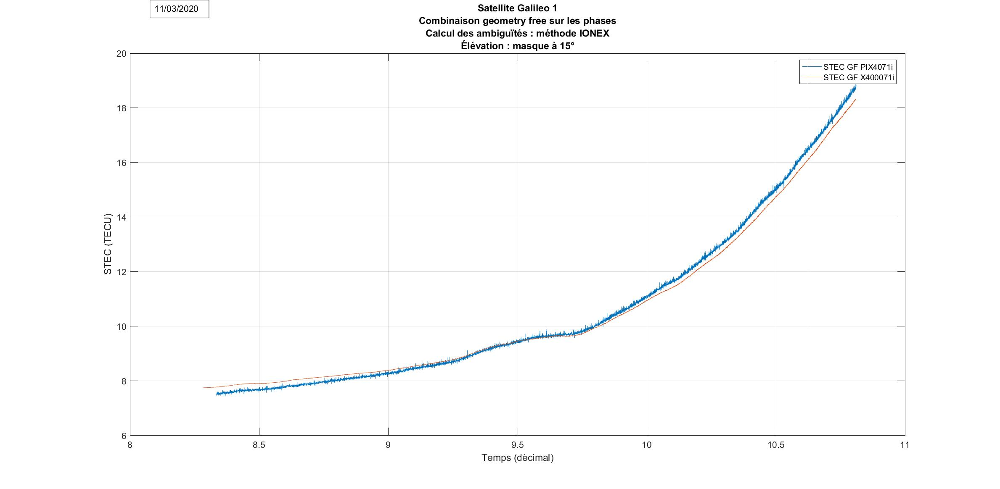 11/03/2020
Satellite Galileo 1
Combinaison geometry free sur les phases
Calcul des ambiguïtés : méthode IONEX
Élévation : masque à 15°
STEC GF PIX4071i
STEC GF X400071i
20
18
16
14
12
10
8
6
STEC (TECU)
8
8.5
9
9.5
10
10.5
11
Temps (décimal)